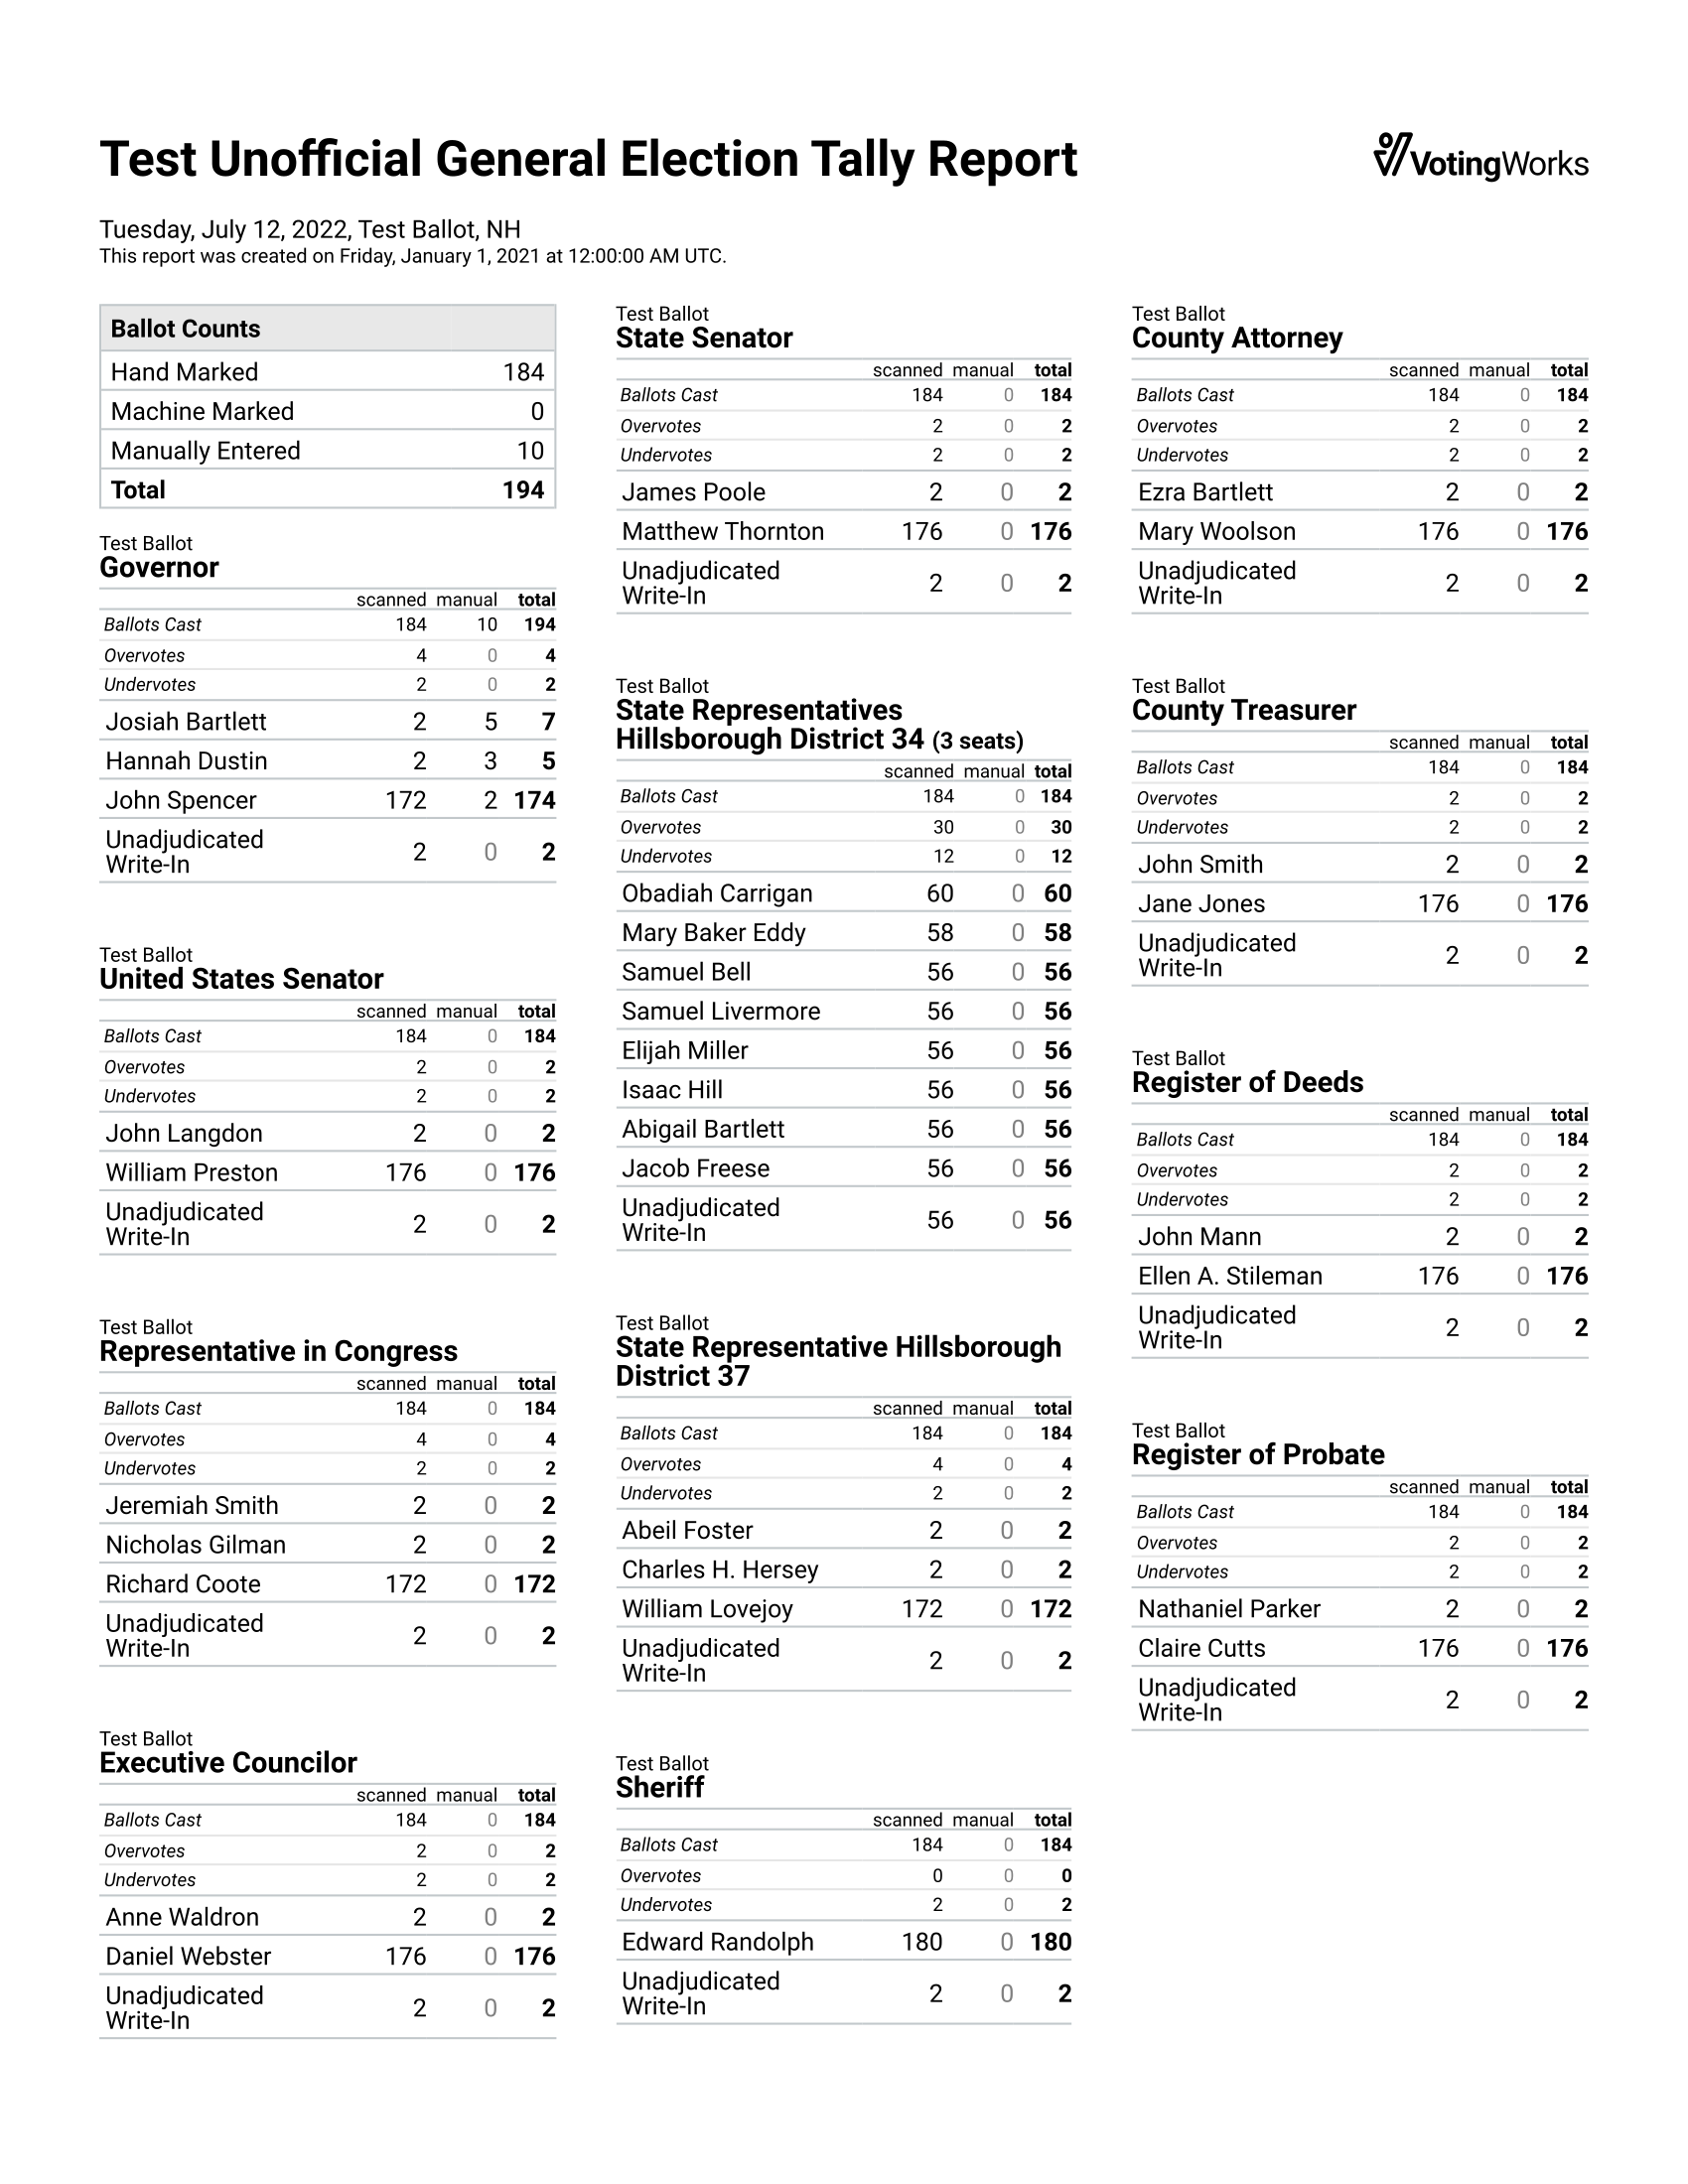 Test Unofficial General Election Tally Report
VotingWorks
Tuesday, July 12, 2022, Test Ballot, NH
This report was created on Friday, January 1, 2021 at 12:00:00 AM UTC.
Ballot Counts
Hand Marked 184
Machine Marked 0
Manually Entered 10
Total 194
Test Ballot
Governor
scanned manual total
Ballots Cast 184 10 194
Overvotes 4 0 4
Undervotes 2 0 2
Josiah Bartlett 2 5 7
Hannah Dustin 2 3 5
John Spencer 172 2 174
Unadjudicated
Write-In 2 0 2
Test Ballot
United States Senator
scanned manual total
Ballots Cast 184 0 184
Overvotes 2 0 2
Undervotes 2 0 2
John Langdon 2 0 2
William Preston 176 0 176
Unadjudicated
Write-In 2 0 2
Test Ballot
Representative in Congress
scanned manual total
Ballots Cast 184 0 184
Overvotes 4 0 4
Undervotes 2 0 2
Jeremiah Smith 2 0 2
Nicholas Gilman 2 0 2
Richard Coote 172 0 172
Unadjudicated
Write-In 2 0 2
Test Ballot
Executive Councilor
scanned manual total
Ballots Cast 184 0 184
Overvotes 2 0 2
Undervotes 2 0 2
Anne Waldron 2 0 2
Daniel Webster 176 0 176
Unadjudicated
Write-In 2 0 2
Test Ballot
State Senator
scanned manual total
Ballots Cast 184 0 184
Overvotes 2 0 2
Undervotes 2 0 2
James Poole 2 0 2
Matthew Thornton 176 0 176
Unadjudicated
Write-In 2 0 2
Test Ballot
State Representatives
Hillsborough District 34 (3 seats)
scanned manual total
Ballots Cast 184 0 184
Overvotes 30 0 30
Undervotes 12 0 12
Obadiah Carrigan 60 0 60
Mary Baker Eddy 58 0 58
Samuel Bell 56 0 56
Samuel Livermore 56 0 56
Elijah Miller 56 0 56
Isaac Hill 56 0 56
Abigail Bartlett 56 0 56
Jacob Freese 56 0 56
Unadjudicated
Write-In 56 0 56
Test Ballot
State Representative Hillsborough
District 37
scanned manual total
Ballots Cast 184 0 184
Overvotes 4 0 4
Undervotes 2 0 2
Abeil Foster 2 0 2
Charles H. Hersey 2 0 2
William Lovejoy 172 0 172
Unadjudicated
Write-In 2 0 2
Test Ballot
Sheriff
scanned manual total
Ballots Cast 184 0 184
Overvotes 0 0 0
Undervotes 2 0 2
Edward Randolph 180 0 180
Unadjudicated
Write-In 2 0 2
Test Ballot
County Attorney
scanned manual total
Ballots Cast 184 0 184
Overvotes 2 0 2
Undervotes 2 0 2
Ezra Bartlett 2 0 2
Mary Woolson 176 0 176
Unadjudicated
Write-In 2 0 2
Test Ballot
County Treasurer
scanned manual total
Ballots Cast 184 0 184
Overvotes 2 0 2
Undervotes 2 0 2
John Smith 2 0 2
Jane Jones 176 0 176
Unadjudicated
Write-In 2 0 2
Test Ballot
Register of Deeds
scanned manual total
Ballots Cast 184 0 184
Overvotes 2 0 2
Undervotes 2 0 2
John Mann 2 0 2
Ellen A. Stileman 176 0 176
Unadjudicated
Write-In 2 0 2
Test Ballot
Register of Probate
scanned manual total
Ballots Cast 184 0 184
Overvotes 2 0 2
Undervotes 2 0 2
Nathaniel Parker 2 0 2
Claire Cutts 176 0 176
Unadjudicated
Write-In 2 0 2